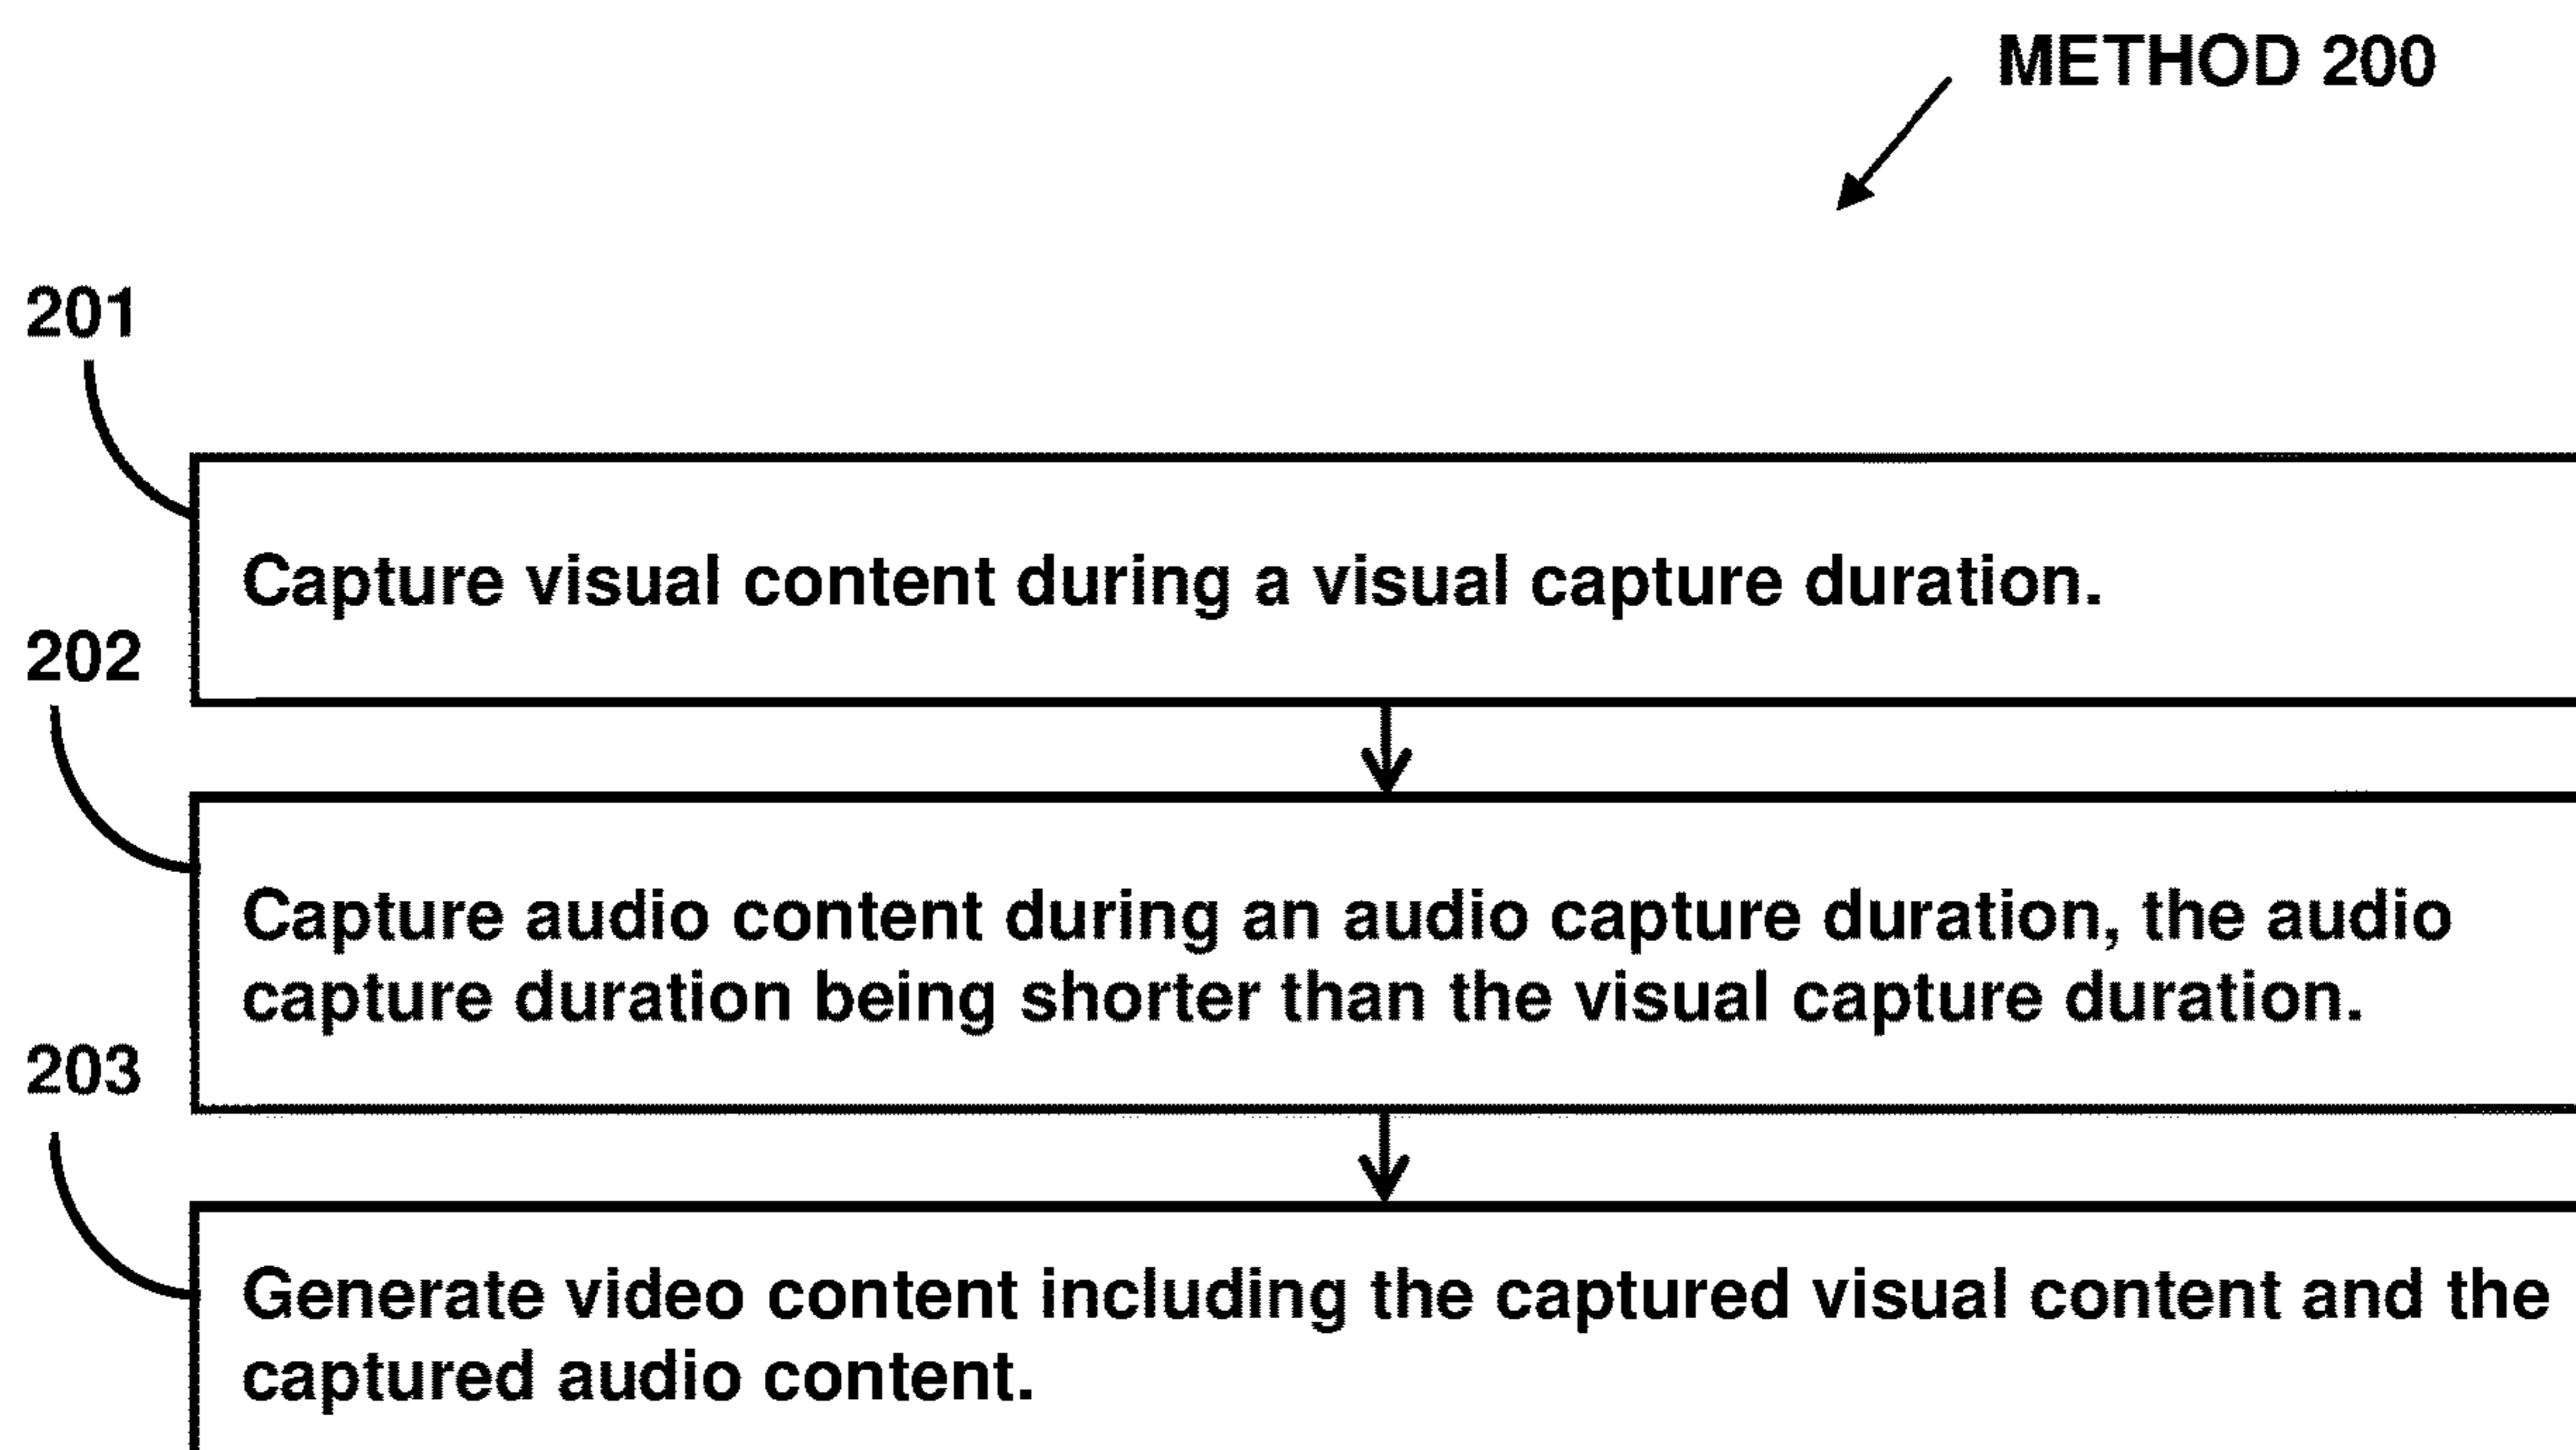 METHOD 200
201
Capture visual content during a visual capture duration.
202
Capture audio content during an audio capture duration, the audio
capture duration being shorter than the visual capture duration.
203
Generate video content including the captured visual content and the
captured audio content.